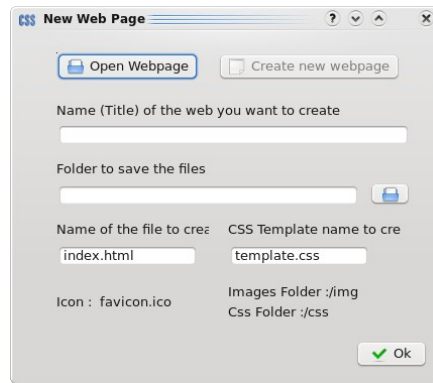 CSS New Web Page ?
Open Webpage Create new webpage
Name (Title) of the web you want to create
Folder to save the files
Name of the file to crea CSS Template name to cre
index.html template.css
Icon : favicon.ico
Images Folder :/img
Css Folder :/css
Ok